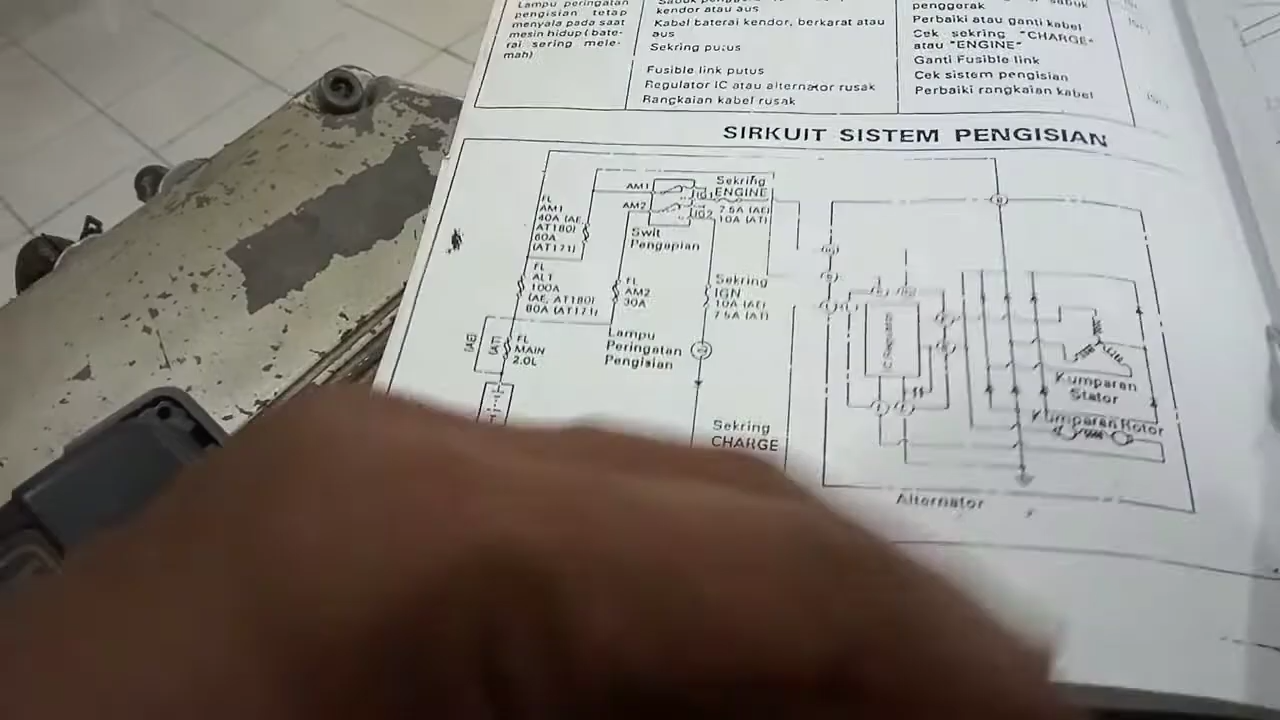 Lampu peringatan
pengisian tetap
menyala pada saat
mesin hidup ( bate-
rai sering mele-
mah)
kendor atau aus
Kabel baterai kendor, berkarat atau
aus
Sekring putus
Fusible link putus
Regulator IC atau alternator rusak
Rangkaian kabel rusak
penggerak
Perbaiki atau ganti kabel
Cek sekring "CHARGE"
atau "ENGINE"
Ganti Fusible link
Cek sistem pengisian
Perbaiki rangkaian kabel
SIRKUIT SISTEM PENGISIAN
AM1
AM2
IG1
IG2
Sekring
ENGINE
7.5A (AE)
10A (AT)
Swit
Pengapian
FL
AM1
40A (AE,
AT180)
60A
(AT171)
FL
ALT
100A
(AE, AT180)
80A (AT171)
FL
AM2
30A
Sekring
IGN
10A (AE)
7.5A (AT)
(AE)
(AT)
FL
MAIN
2.0L
Lampu
Peringatan
Pengisian
Sekring
CHARGE
IC Regulator
Kumparan
Stator
Kumparan Rotor
Alternator